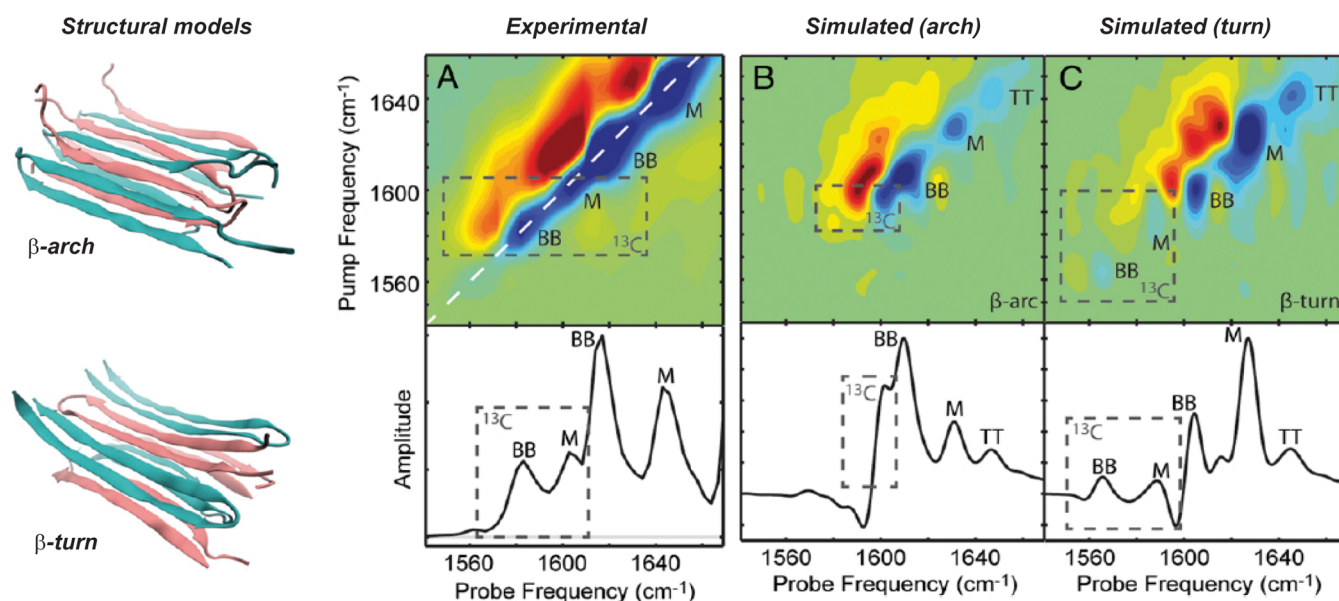 Structural models
Experimental
Simulated (arch)
Simulated (turn)
β-arch
β-turn
Pump Frequency (cm⁻¹)
1640
1600
1560
A
M
BB
M
BB
¹³C
B
TT
M
BB
¹³C
β-arc
C
TT
M
BB
M
BB
¹³C
β-turn
Amplitude
¹³C
BB
M
BB
M
1560 1600 1640
Probe Frequency (cm⁻¹)
¹³C
BB
M
TT
1560 1600 1640
Probe Frequency (cm⁻¹)
¹³C
BB
M
BB
M
TT
1560 1600 1640
Probe Frequency (cm⁻¹)